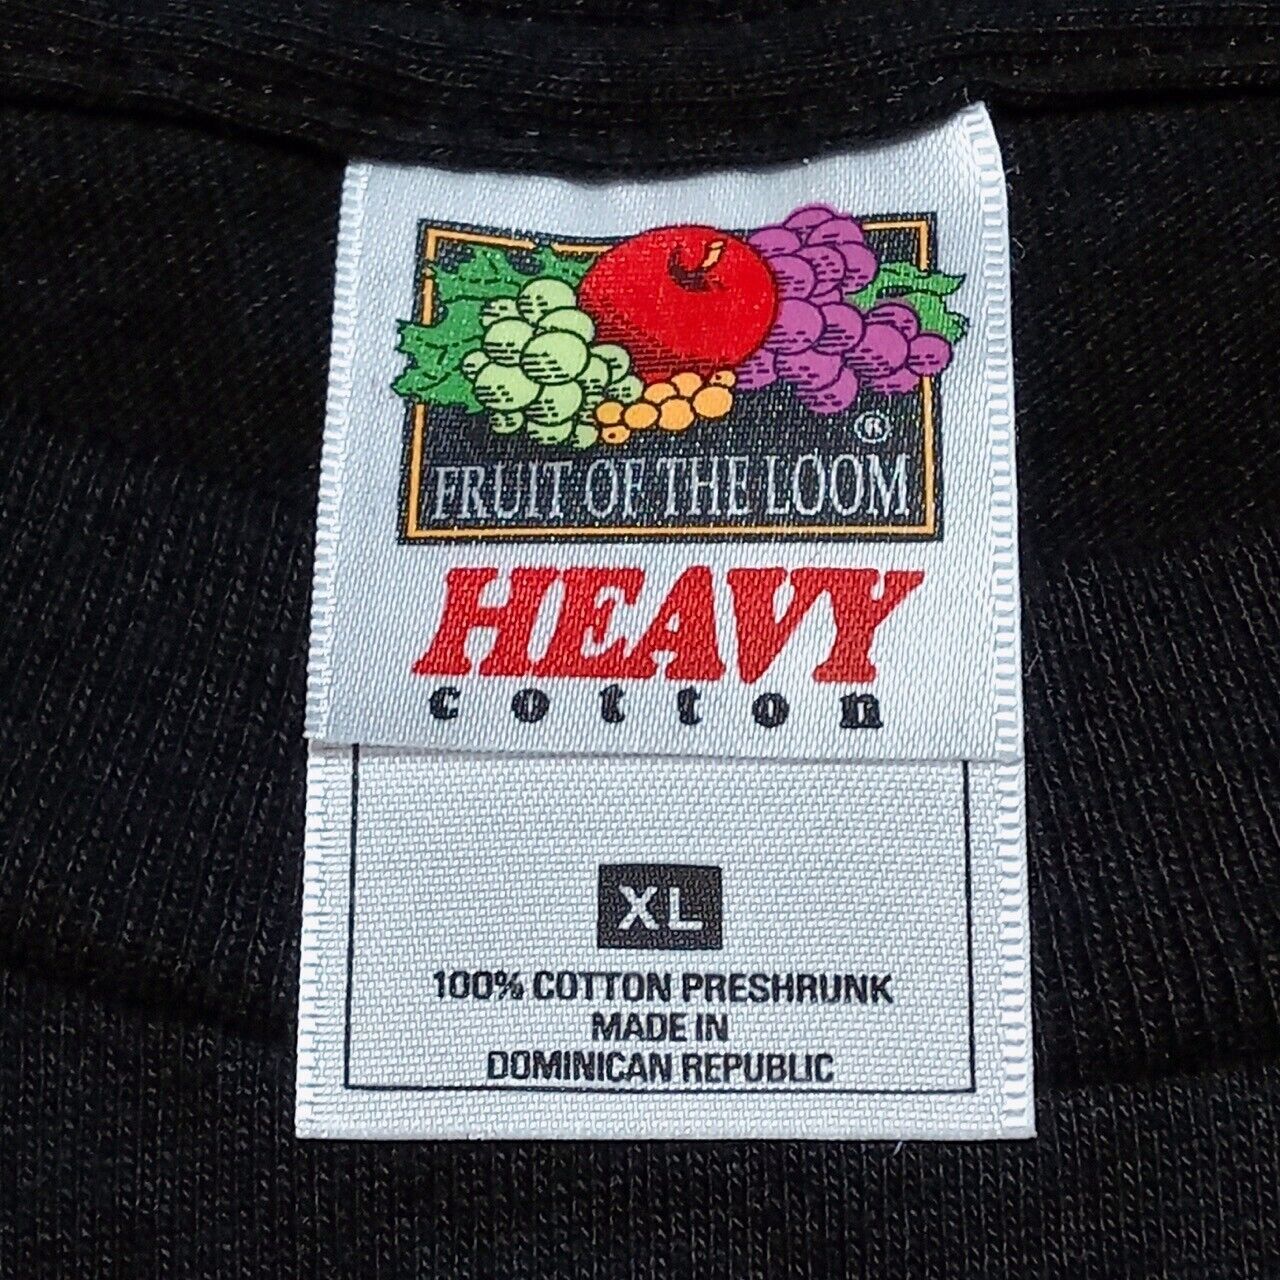 ®
FRUIT OF THE LOOM
HEAVY
cotton
XL
100% COTTON PRESHRUNK
MADE IN
DOMINICAN REPUBLIC